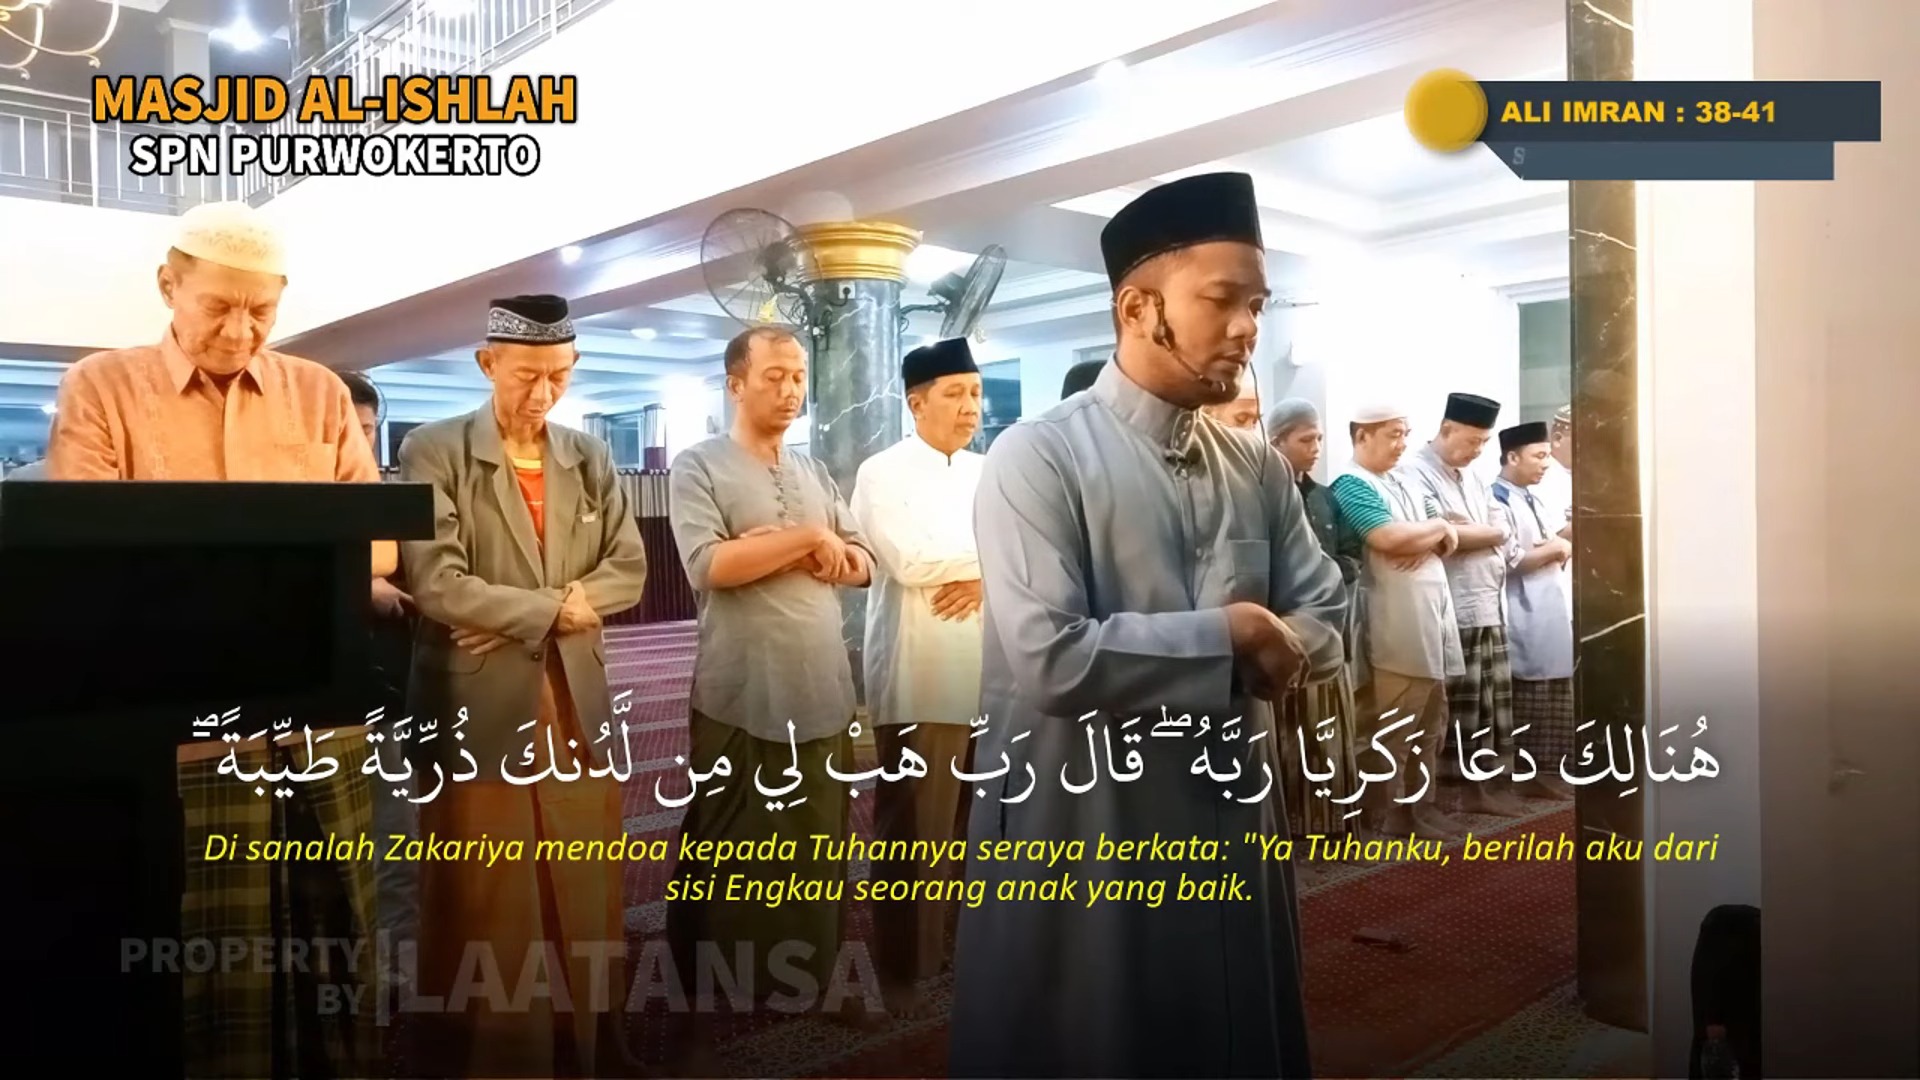 MASJID AL-ISHLAH
SPN PURWOKERTO
ALI IMRAN : 38-41
S
هُنَالِكَ دَعَا زَكَرِيَّا رَبَّهُ ۖ قَالَ رَبِّ هَبْ لِي مِن لَّدُنكَ ذُرِّيَّةً طَيِّبَةً ۖ
Di sanalah Zakariya mendoa kepada Tuhannya seraya berkata: "Ya Tuhanku, berilah aku dari
sisi Engkau seorang anak yang baik.
PROPERTY
BY
LAATANSA